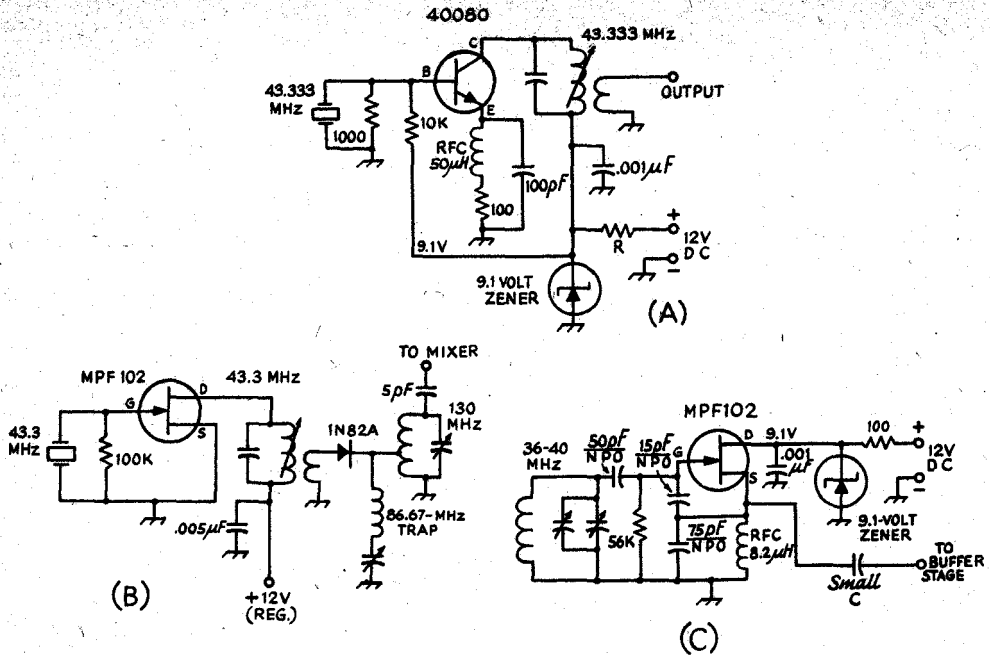 40080
C
43.333 MHz
B
E
OUTPUT
43.333
MHz
1000
10K
RFC
50µH
100pF
100
.001µF
R
+
12V
DC
-
9.1V
9.1 VOLT
ZENER
(A)
TO MIXER
MPF 102
43.3 MHz
5pF
130
MHz
G
D
S
1N82A
43.3
MHz
100K
.005µF
86.67-MHz
TRAP
+12V
(REG.)
(B)
MPF102
36-40
MHz
50pF
NPO
15pF
NPO
G
D
S
9.1V
.001
µF
100
+
12V
DC
-
56K
75pF
NPO
RFC
8.2µH
9.1-VOLT
ZENER
Small
C
TO
BUFFER
STAGE
(C)